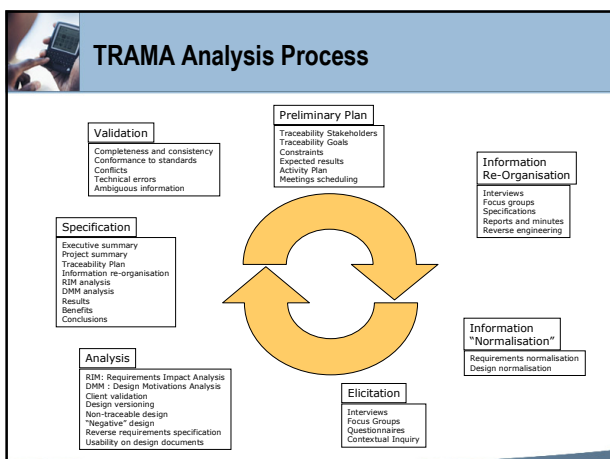 TRAMA Analysis Process
Preliminary Plan
Traceability Stakeholders
Traceability Goals
Constraints
Expected results
Activity Plan
Meetings scheduling
Information
Re-Organisation
Interviews
Focus groups
Specifications
Reports and minutes
Reverse engineering
Information
“Normalisation”
Requirements normalisation
Design normalisation
Elicitation
Interviews
Focus Groups
Questionnaires
Contextual Inquiry
Analysis
RIM: Requirements Impact Analysis
DMM : Design Motivations Analysis
Client validation
Design versioning
Non-traceable design
“Negative” design
Reverse requirements specification
Usability on design documents
Specification
Executive summary
Project summary
Traceability Plan
Information re-organisation
RIM analysis
DMM analysis
Results
Benefits
Conclusions
Validation
Completeness and consistency
Conformance to standards
Conflicts
Technical errors
Ambiguous information